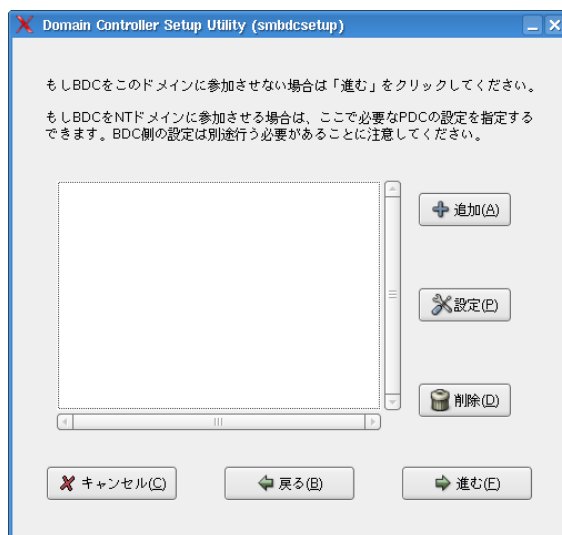 Domain Controller Setup Utility (smbdcsetup)
もしBDCをこのドメインに参加させない場合は「進む」をクリックしてください。
もしBDCをNTドメインに参加させる場合は、ここで必要なPDCの設定を指定する
できます。BDC側の設定は別途行う必要があることに注意してください。
追加(A)
設定(P)
削除(D)
キャンセル(C)
戻る(B)
進む(F)